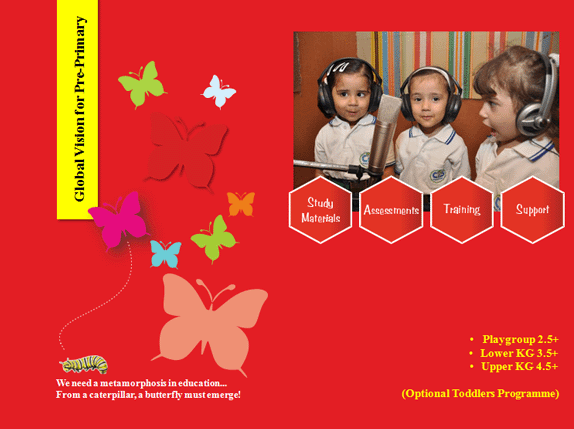 Global Vision for Pre-Primary
Study
Materials
Assessments
Training
Support
• Playgroup 2.5+
• Lower KG 3.5+
• Upper KG 4.5+
(Optional Toddlers Programme)
We need a metamorphosis in education...
From a caterpillar, a butterfly must emerge!